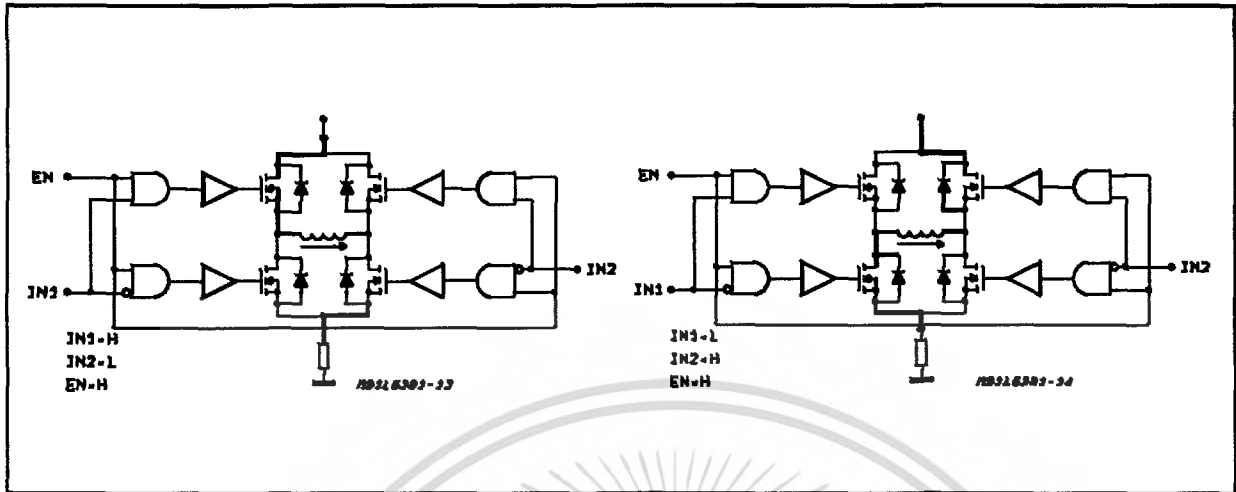 EN
IN1
IN2
IN1=H
IN2=L
EN=H
EN
IN1
IN2
IN1=L
IN2=H
EN=H